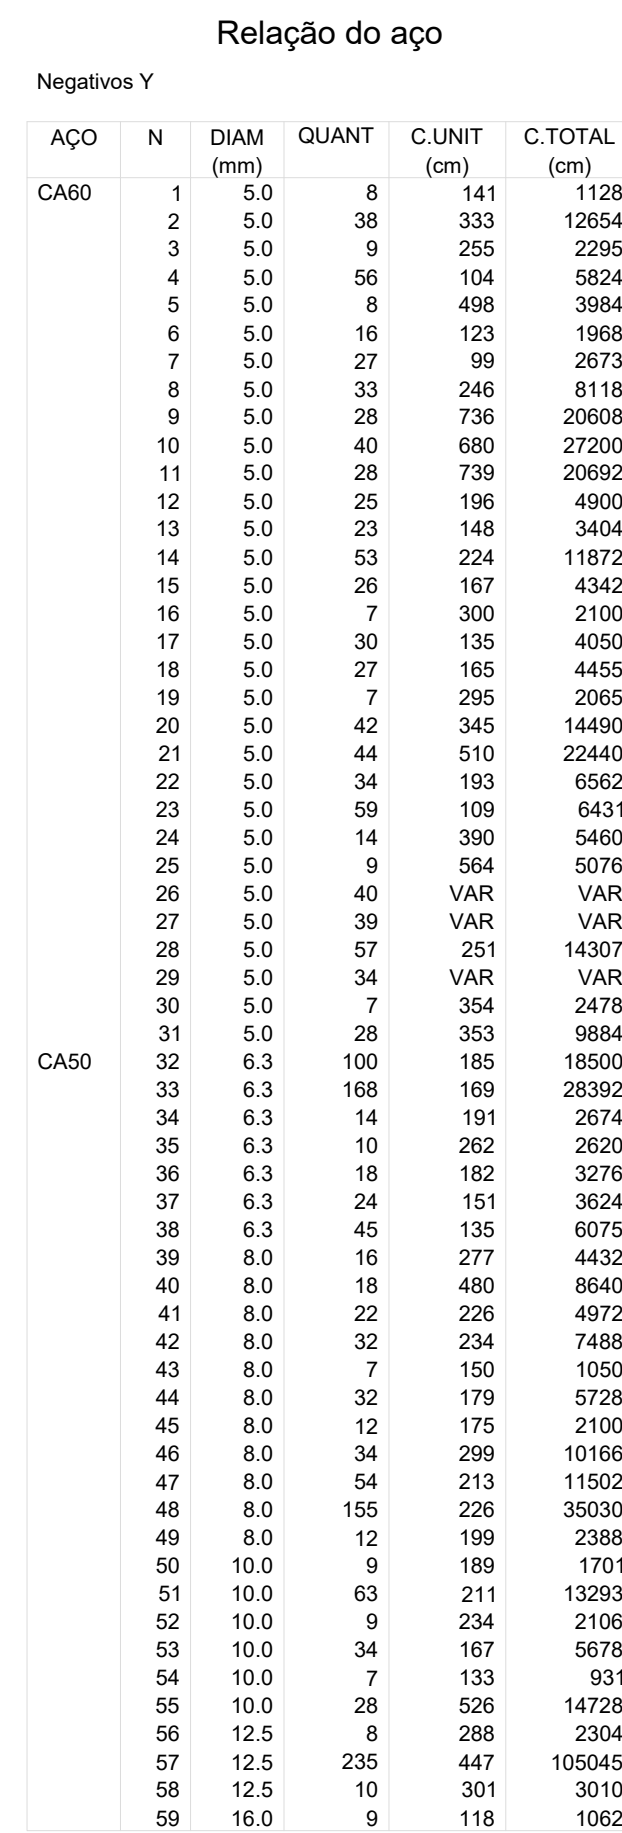 Relação do aço
Negativos Y
AÇO N DIAM QUANT C.UNIT C.TOTAL
(mm) (cm) (cm)
CA60 1 5.0 8 141 1128
2 5.0 38 333 12654
3 5.0 9 255 2295
4 5.0 56 104 5824
5 5.0 8 498 3984
6 5.0 16 123 1968
7 5.0 27 99 2673
8 5.0 33 246 8118
9 5.0 28 736 20608
10 5.0 40 680 27200
11 5.0 28 739 20692
12 5.0 25 196 4900
13 5.0 23 148 3404
14 5.0 53 224 11872
15 5.0 26 167 4342
16 5.0 7 300 2100
17 5.0 30 135 4050
18 5.0 27 165 4455
19 5.0 7 295 2065
20 5.0 42 345 14490
21 5.0 44 510 22440
22 5.0 34 193 6562
23 5.0 59 109 6431
24 5.0 14 390 5460
25 5.0 9 564 5076
26 5.0 40 VAR VAR
27 5.0 39 VAR VAR
28 5.0 57 251 14307
29 5.0 34 VAR VAR
30 5.0 7 354 2478
31 5.0 28 353 9884
CA50 32 6.3 100 185 18500
33 6.3 168 169 28392
34 6.3 14 191 2674
35 6.3 10 262 2620
36 6.3 18 182 3276
37 6.3 24 151 3624
38 6.3 45 135 6075
39 8.0 16 277 4432
40 8.0 18 480 8640
41 8.0 22 226 4972
42 8.0 32 234 7488
43 8.0 7 150 1050
44 8.0 32 179 5728
45 8.0 12 175 2100
46 8.0 34 299 10166
47 8.0 54 213 11502
48 8.0 155 226 35030
49 8.0 12 199 2388
50 10.0 9 189 1701
51 10.0 63 211 13293
52 10.0 9 234 2106
53 10.0 34 167 5678
54 10.0 7 133 931
55 10.0 28 526 14728
56 12.5 8 288 2304
57 12.5 235 447 105045
58 12.5 10 301 3010
59 16.0 9 118 1062